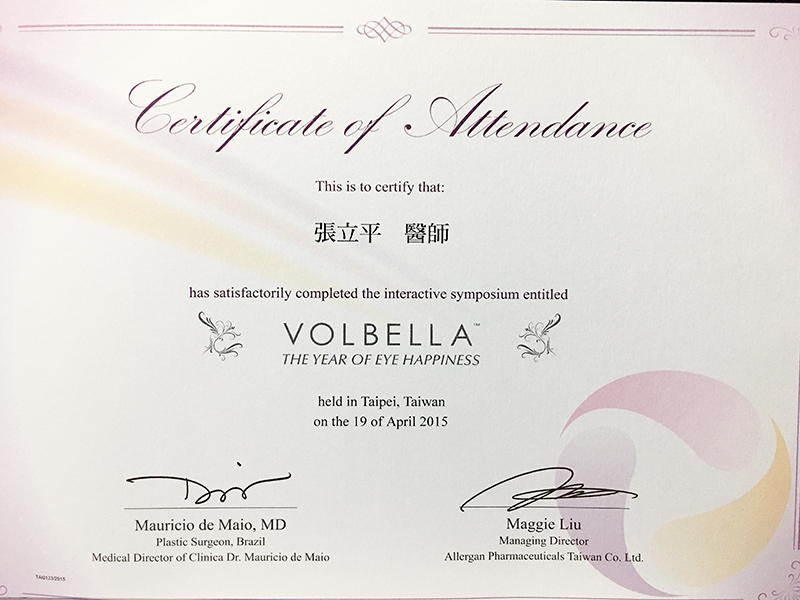 Certificate of Attendance
This is to certify that:
張立平 醫師
has satisfactorily completed the interactive symposium entitled
VOLBELLA™
THE YEAR OF EYE HAPPINESS
held in Taipei, Taiwan
on the 19 of April 2015
Mauricio de Maio, MD
Plastic Surgeon, Brazil
Medical Director of Clinica Dr. Mauricio de Maio
Maggie Liu
Managing Director
Allergan Pharmaceuticals Taiwan Co. Ltd.